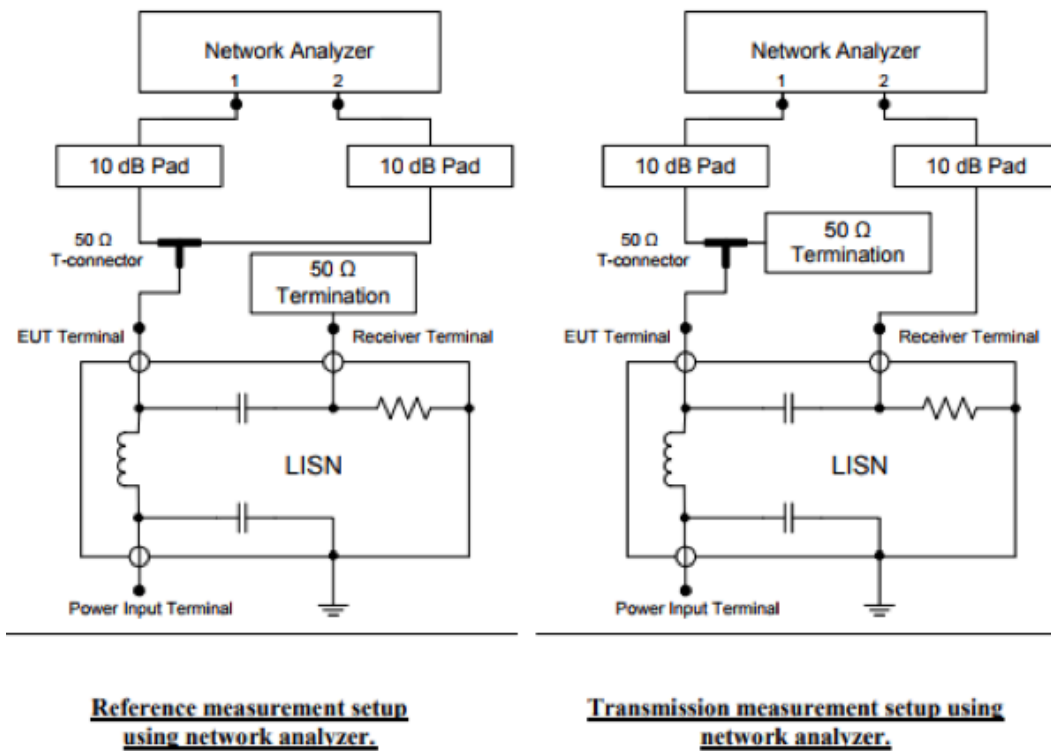 Network Analyzer
1 2
10 dB Pad 10 dB Pad
50 Ω
T-connector
50 Ω
Termination
EUT Terminal Receiver Terminal
LISN
Power Input Terminal
Reference measurement setup
using network analyzer.
Network Analyzer
1 2
10 dB Pad 10 dB Pad
50 Ω
T-connector
50 Ω
Termination
EUT Terminal Receiver Terminal
LISN
Power Input Terminal
Transmission measurement setup using
network analyzer.